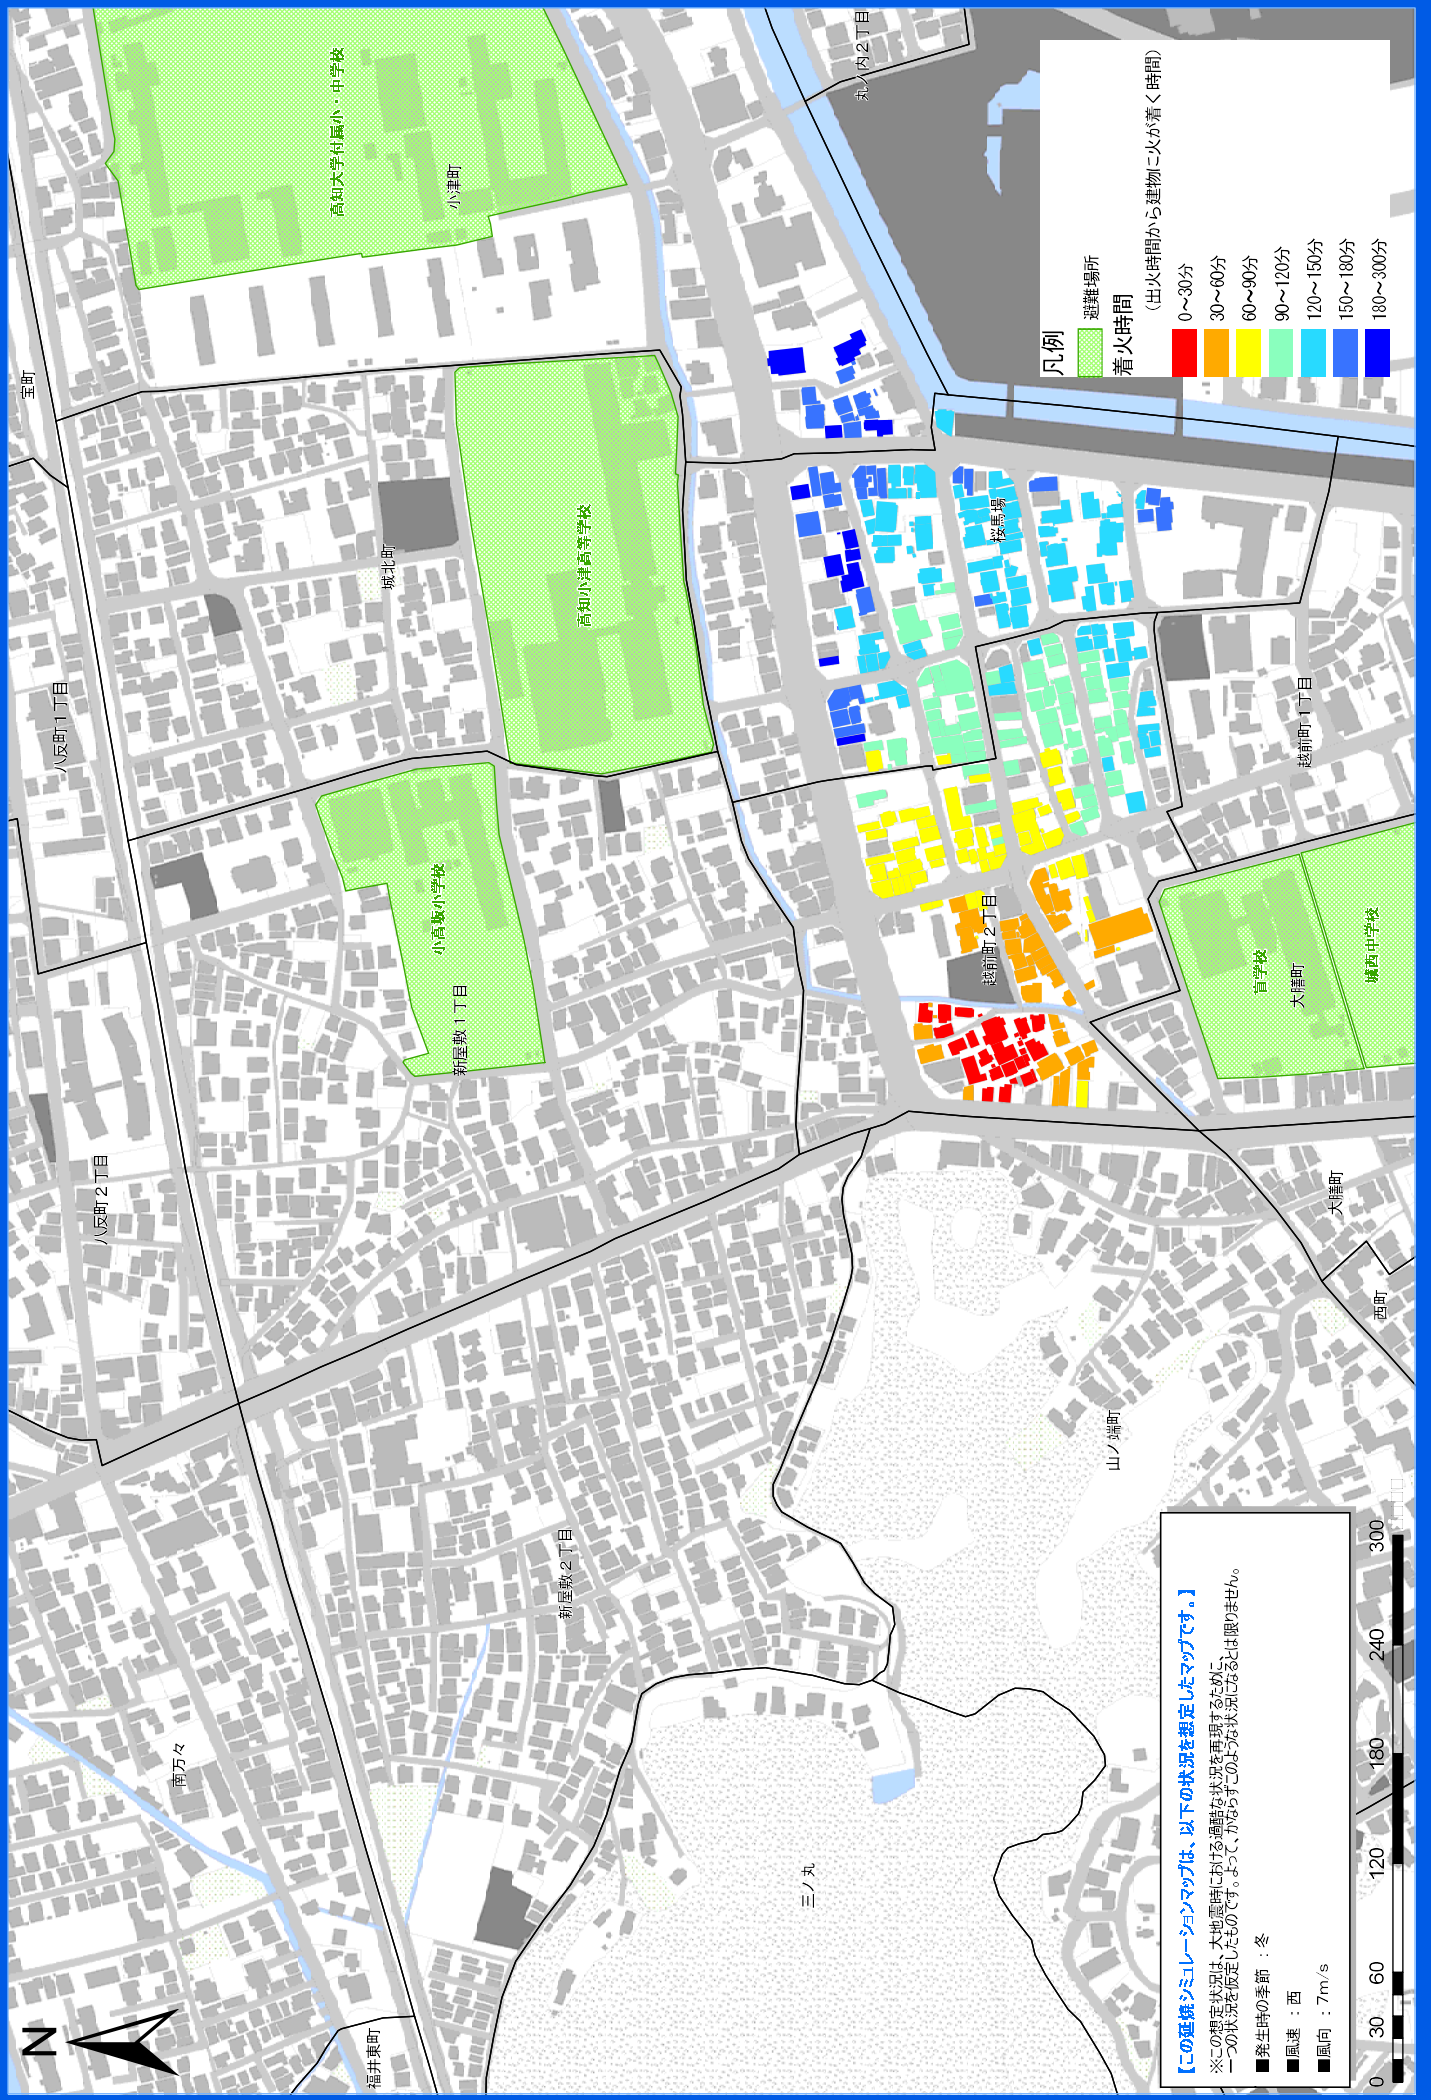 N
福井東町
南万々
八反町２丁目
八反町１丁目
宝町
城北町
新屋敷１丁目
新屋敷２丁目
小高坂小学校
高知小津高等学校
高知大学付属小・中学校
小津町
丸ノ内２丁目
三ノ丸
山ノ端町
越前町２丁目
桜馬場
越前町１丁目
盲学校
大膳町
城西中学校
大膳町
西町
凡例
避難場所
着火時間
（出火時間から建物に火が着く時間）
0～30分
30～60分
60～90分
90～120分
120～150分
150～180分
180～300分
【この延焼シミュレーションマップは、以下の状況を想定したマップです。】
※この想定状況は、大地震時における過酷な状況を再現するために、
一つの状況を仮定したものです。よって、かならずこのような状況になるとは限りません。
■発生時の季節 ：冬
■風速 ：西
■風向 ：7m/s
0 30 60 120 180 240 300